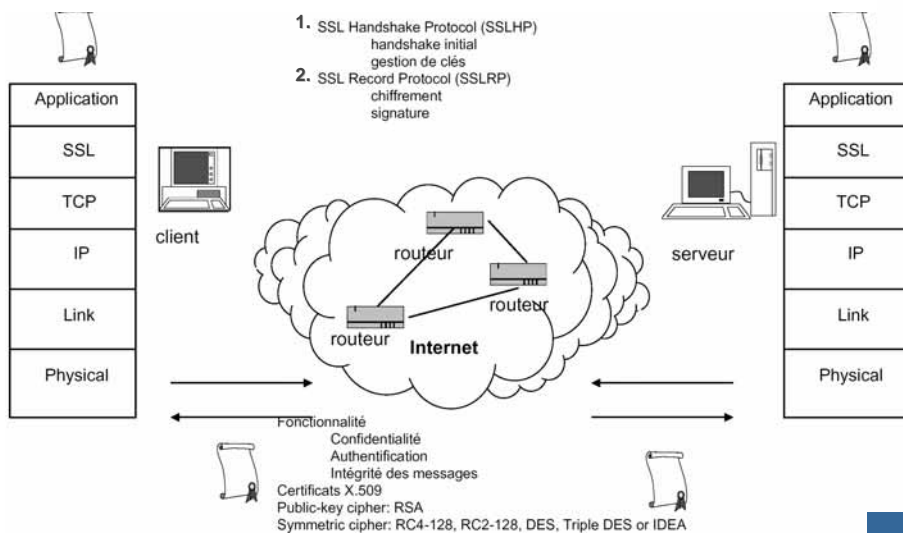 1. SSL Handshake Protocol (SSLHP)
handshake initial
gestion de clés
2. SSL Record Protocol (SSLRP)
chiffrement
signature
Application
SSL
TCP
IP
Link
Physical
client
routeur
routeur
routeur
Internet
serveur
Application
SSL
TCP
IP
Link
Physical
Fonctionnalité
Confidentialité
Authentification
Intégrité des messages
Certificats X.509
Public-key cipher: RSA
Symmetric cipher: RC4-128, RC2-128, DES, Triple DES or IDEA